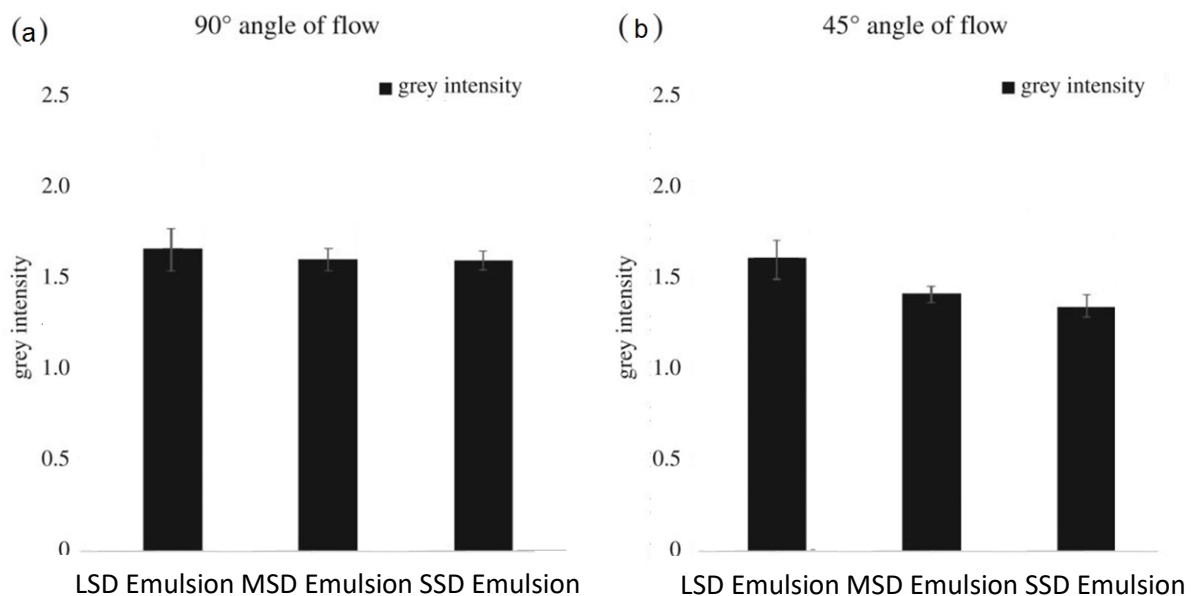 (a) 90° angle of flow
grey intensity
2.5
2.0
1.5
1.0
0.5
0
grey intensity
LSD Emulsion MSD Emulsion SSD Emulsion
(b) 45° angle of flow
grey intensity
2.5
2.0
1.5
1.0
0.5
0
grey intensity
LSD Emulsion MSD Emulsion SSD Emulsion